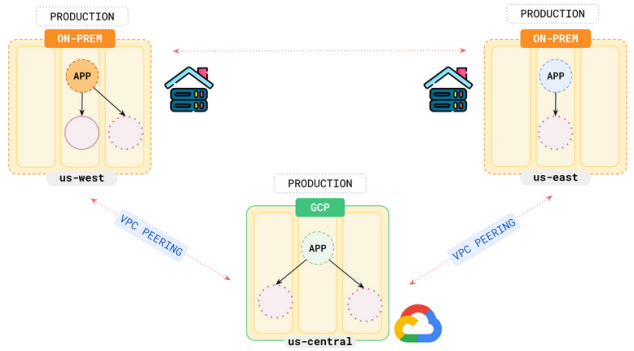 PRODUCTION
ON-PREM
APP
us-west
PRODUCTION
ON-PREM
APP
us-east
VPC PEERING
VPC PEERING
PRODUCTION
GCP
APP
us-central